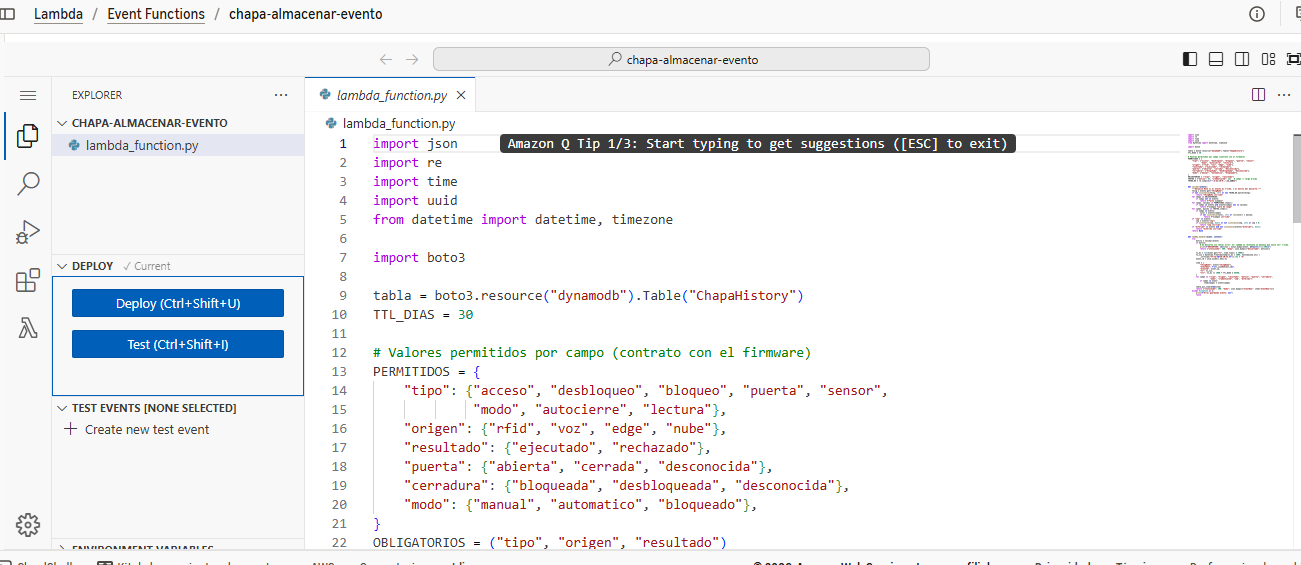 Lambda / Event Functions / chapa-almacenar-evento
chapa-almacenar-evento
EXPLORER
CHAPA-ALMACENAR-EVENTO
lambda_function.py
DEPLOY ✓ Current
Deploy (Ctrl+Shift+U)
Test (Ctrl+Shift+I)
TEST EVENTS [NONE SELECTED]
+ Create new test event
ENVIRONMENT VARIABLES
lambda_function.py ×
lambda_function.py
Amazon Q Tip 1/3: Start typing to get suggestions ([ESC] to exit)
1 import json
2 import re
3 import time
4 import uuid
5 from datetime import datetime, timezone
6
7 import boto3
8
9 tabla = boto3.resource("dynamodb").Table("ChapaHistory")
10 TTL_DIAS = 30
11
12 # Valores permitidos por campo (contrato con el firmware)
13 PERMITIDOS = {
14 "tipo": {"acceso", "desbloqueo", "bloqueo", "puerta", "sensor",
15 "modo", "autocierre", "lectura"},
16 "origen": {"rfid", "voz", "edge", "nube"},
17 "resultado": {"ejecutado", "rechazado"},
18 "puerta": {"abierta", "cerrada", "desconocida"},
19 "cerradura": {"bloqueada", "desbloqueada", "desconocida"},
20 "modo": {"manual", "automatico", "bloqueado"},
21 }
22 OBLIGATORIOS = ("tipo", "origen", "resultado")